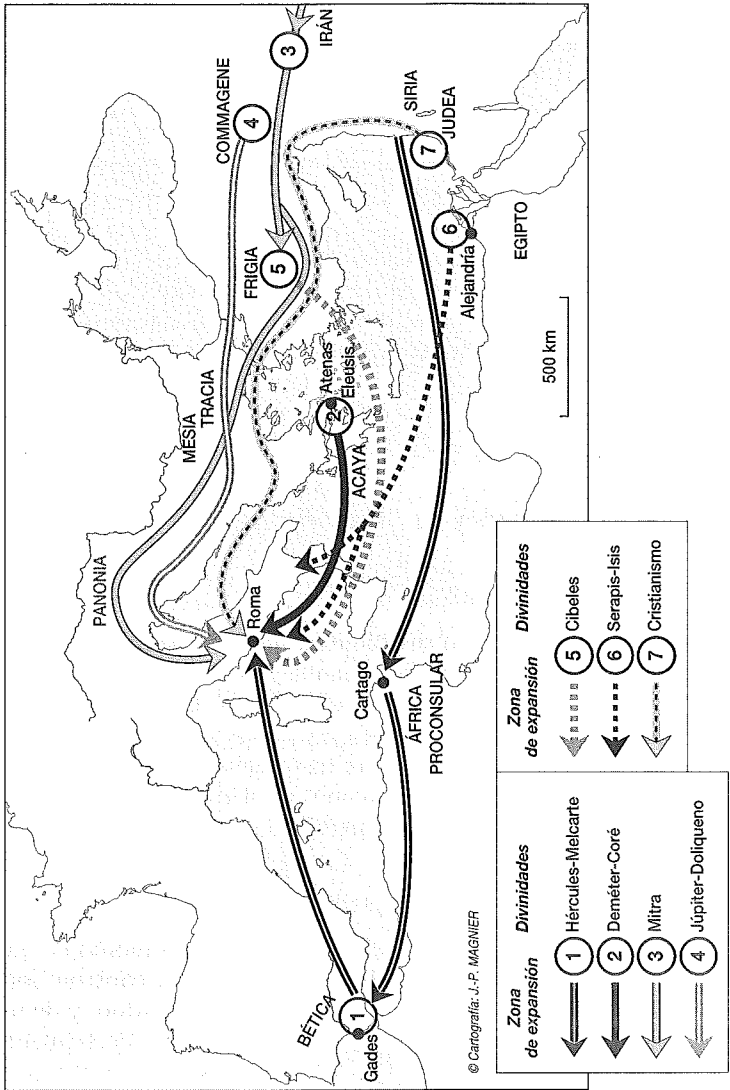 IRÁN
3
COMMAGENE
4
SIRIA
JUDEA
7
FRIGIA
5
6
Alejandría
EGIPTO
MESIA
TRACIA
Atenas
Eleusis
2
ACAYA
500 km
PANONIA
Roma
Cartago
ÁFRICA
PROCONSULAR
BÉTICA
1
Gades
© Cartografía: J.-P. MAGNIER
Zona
de expansión
Divinidades
1 Hércules-Melcarte
2 Deméter-Coré
3 Mitra
4 Júpiter-Doliqueno
Zona
de expansión
Divinidades
5 Cibeles
6 Serapis-Isis
7 Cristianismo